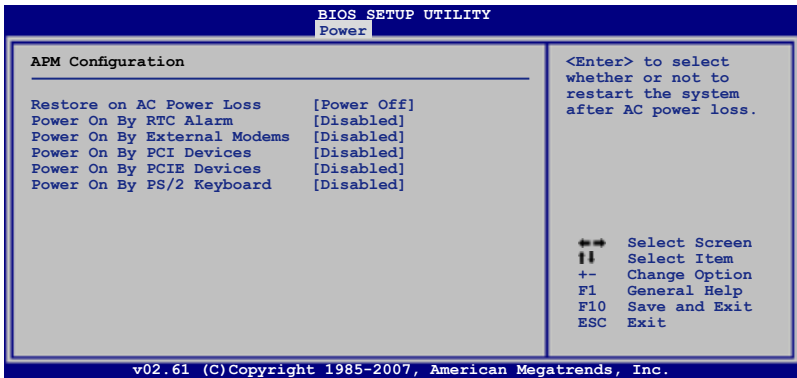 BIOS SETUP UTILITY
Power
APM Configuration
Restore on AC Power Loss [Power Off]
Power On By RTC Alarm [Disabled]
Power On By External Modems [Disabled]
Power On By PCI Devices [Disabled]
Power On By PCIE Devices [Disabled]
Power On By PS/2 Keyboard [Disabled]
<Enter> to select
whether or not to
restart the system
after AC power loss.
←→ Select Screen
↑↓ Select Item
+- Change Option
F1 General Help
F10 Save and Exit
ESC Exit
v02.61 (C)Copyright 1985-2007, American Megatrends, Inc.